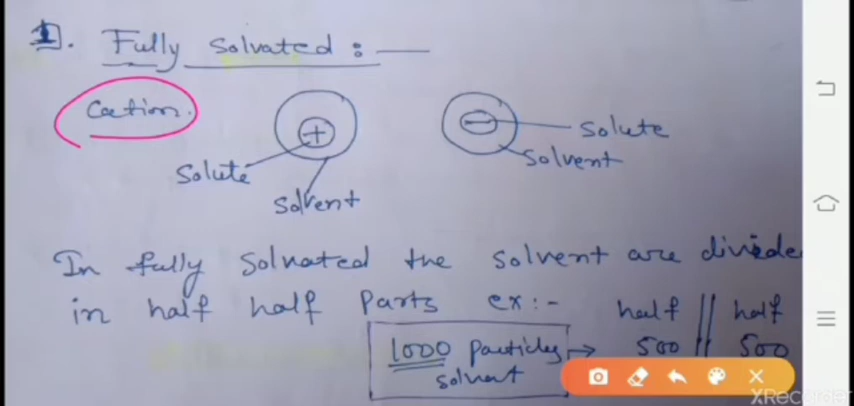 1. Fully Solvated : —
Cation.
+
−
Solute
Solvent
Solute
Solvent
In fully Solvated the solvent are divide
in half half Parts ex:- half || half
1000 Particles → 500 || 500
solvent
XRecorder